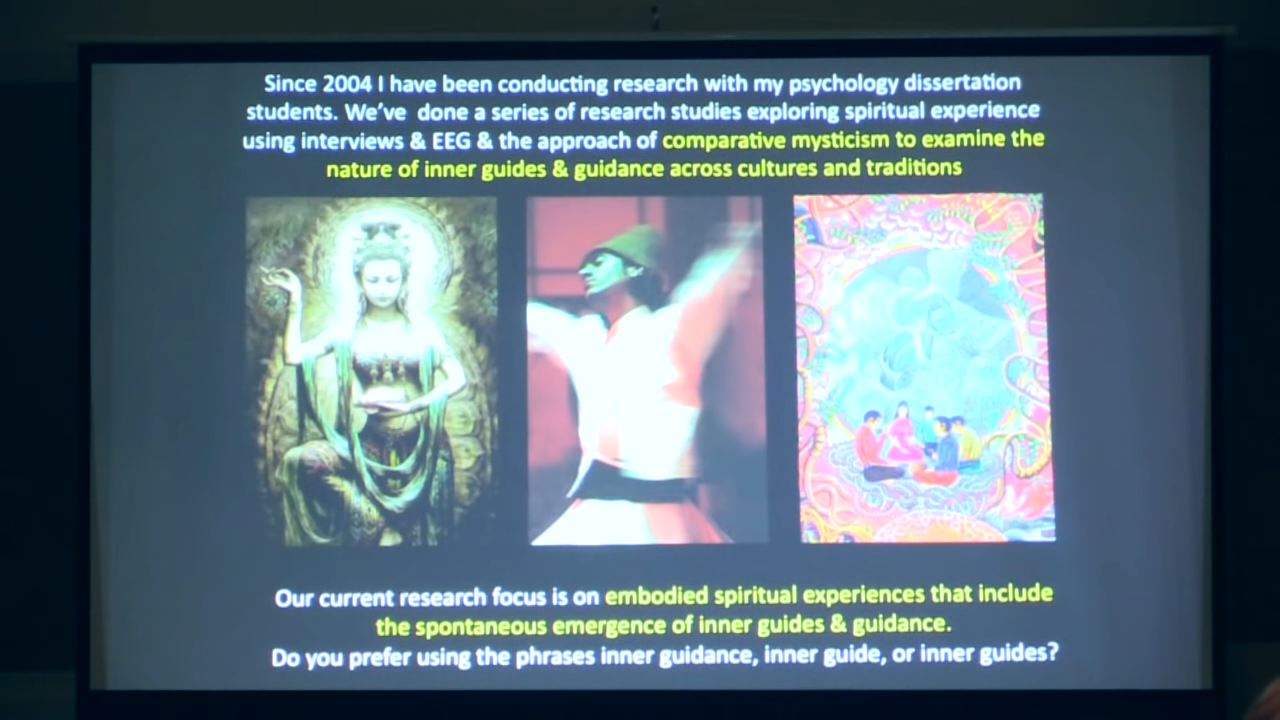 Since 2004 I have been conducting research with my psychology dissertation
students. We've done a series of research studies exploring spiritual experience
using interviews & EEG & the approach of comparative mysticism to examine the
nature of inner guides & guidance across cultures and traditions
Our current research focus is on embodied spiritual experiences that include
the spontaneous emergence of inner guides & guidance.
Do you prefer using the phrases inner guidance, inner guide, or inner guides?